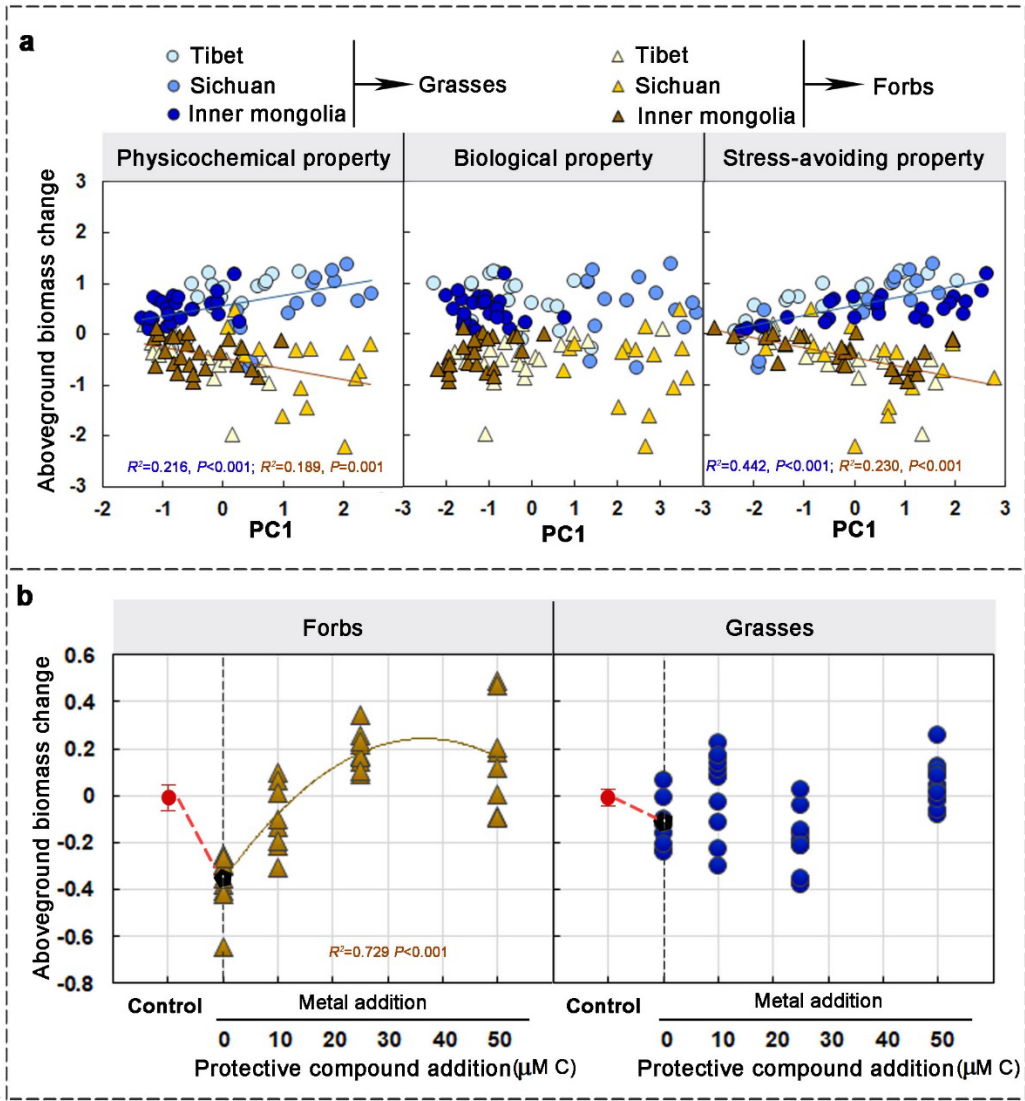 a
Tibet
Sichuan
Inner mongolia
Grasses
Tibet
Sichuan
Inner mongolia
Forbs
Physicochemical property
Biological property
Stress-avoiding property
Aboveground biomass change
3
2
1
0
-1
-2
-3
R²=0.216, P<0.001; R²=0.189, P=0.001
R²=0.442, P<0.001; R²=0.230, P<0.001
-2 -1 0 1 2
-3 -2 -1 0 1 2 3
-3 -2 -1 0 1 2 3
PC1
PC1
PC1
b
Forbs
Grasses
Aboveground biomass change
0.6
0.4
0.2
0
-0.2
-0.4
-0.6
-0.8
R²=0.729 P<0.001
Control
Metal addition
0 10 20 30 40 50
Protective compound addition(μM C)
Control
Metal addition
0 10 20 30 40 50
Protective compound addition(μM C)